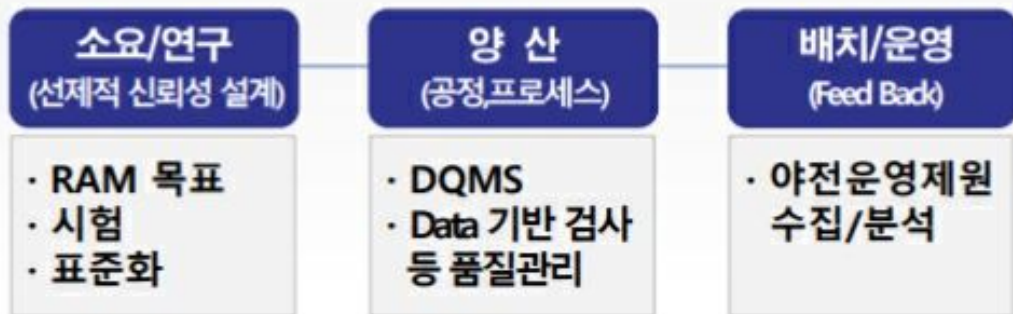 소요/연구
(선제적 신뢰성 설계)
· RAM 목표
· 시험
· 표준화
양 산
(공정,프로세스)
· DQMS
· Data 기반 검사
등 품질관리
배치/운영
(Feed Back)
· 야전운영제원
수집/분석